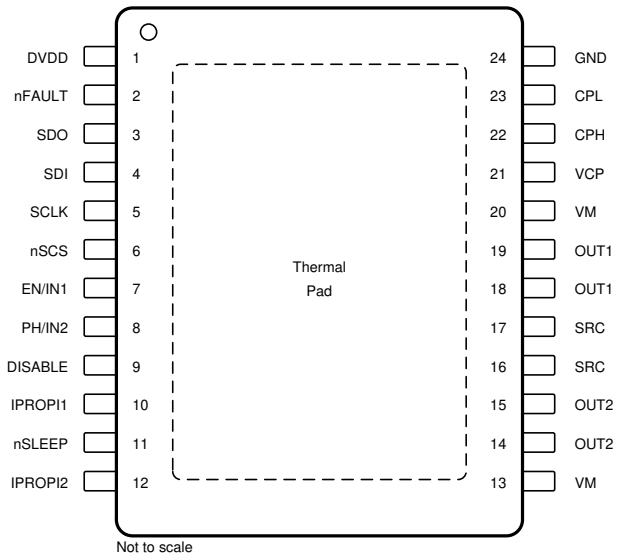 DVDD 1 24 GND
nFAULT 2 23 CPL
SDO 3 22 CPH
SDI 4 21 VCP
SCLK 5 20 VM
nSCS 6 19 OUT1
Thermal
Pad
EN/IN1 7 18 OUT1
PH/IN2 8 17 SRC
DISABLE 9 16 SRC
IPROPI1 10 15 OUT2
nSLEEP 11 14 OUT2
IPROPI2 12 13 VM
Not to scale